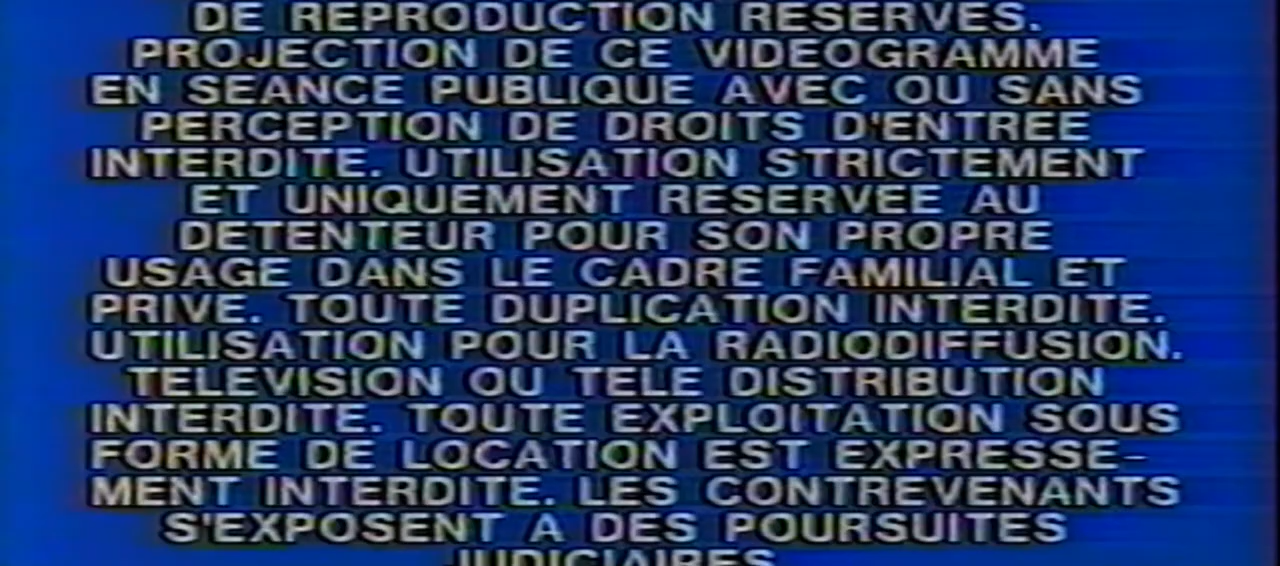 DE REPRODUCTION RESERVES.
PROJECTION DE CE VIDEOGRAMME
EN SEANCE PUBLIQUE AVEC OU SANS
PERCEPTION DE DROITS D'ENTREE
INTERDITE. UTILISATION STRICTEMENT
ET UNIQUEMENT RESERVEE AU
DETENTEUR POUR SON PROPRE
USAGE DANS LE CADRE FAMILIAL ET
PRIVE. TOUTE DUPLICATION INTERDITE.
UTILISATION POUR LA RADIODIFFUSION.
TELEVISION OU TELE DISTRIBUTION
INTERDITE. TOUTE EXPLOITATION SOUS
FORME DE LOCATION EST EXPRESSE-
MENT INTERDITE. LES CONTREVENANTS
S'EXPOSENT A DES POURSUITES
JUDICIAIRES